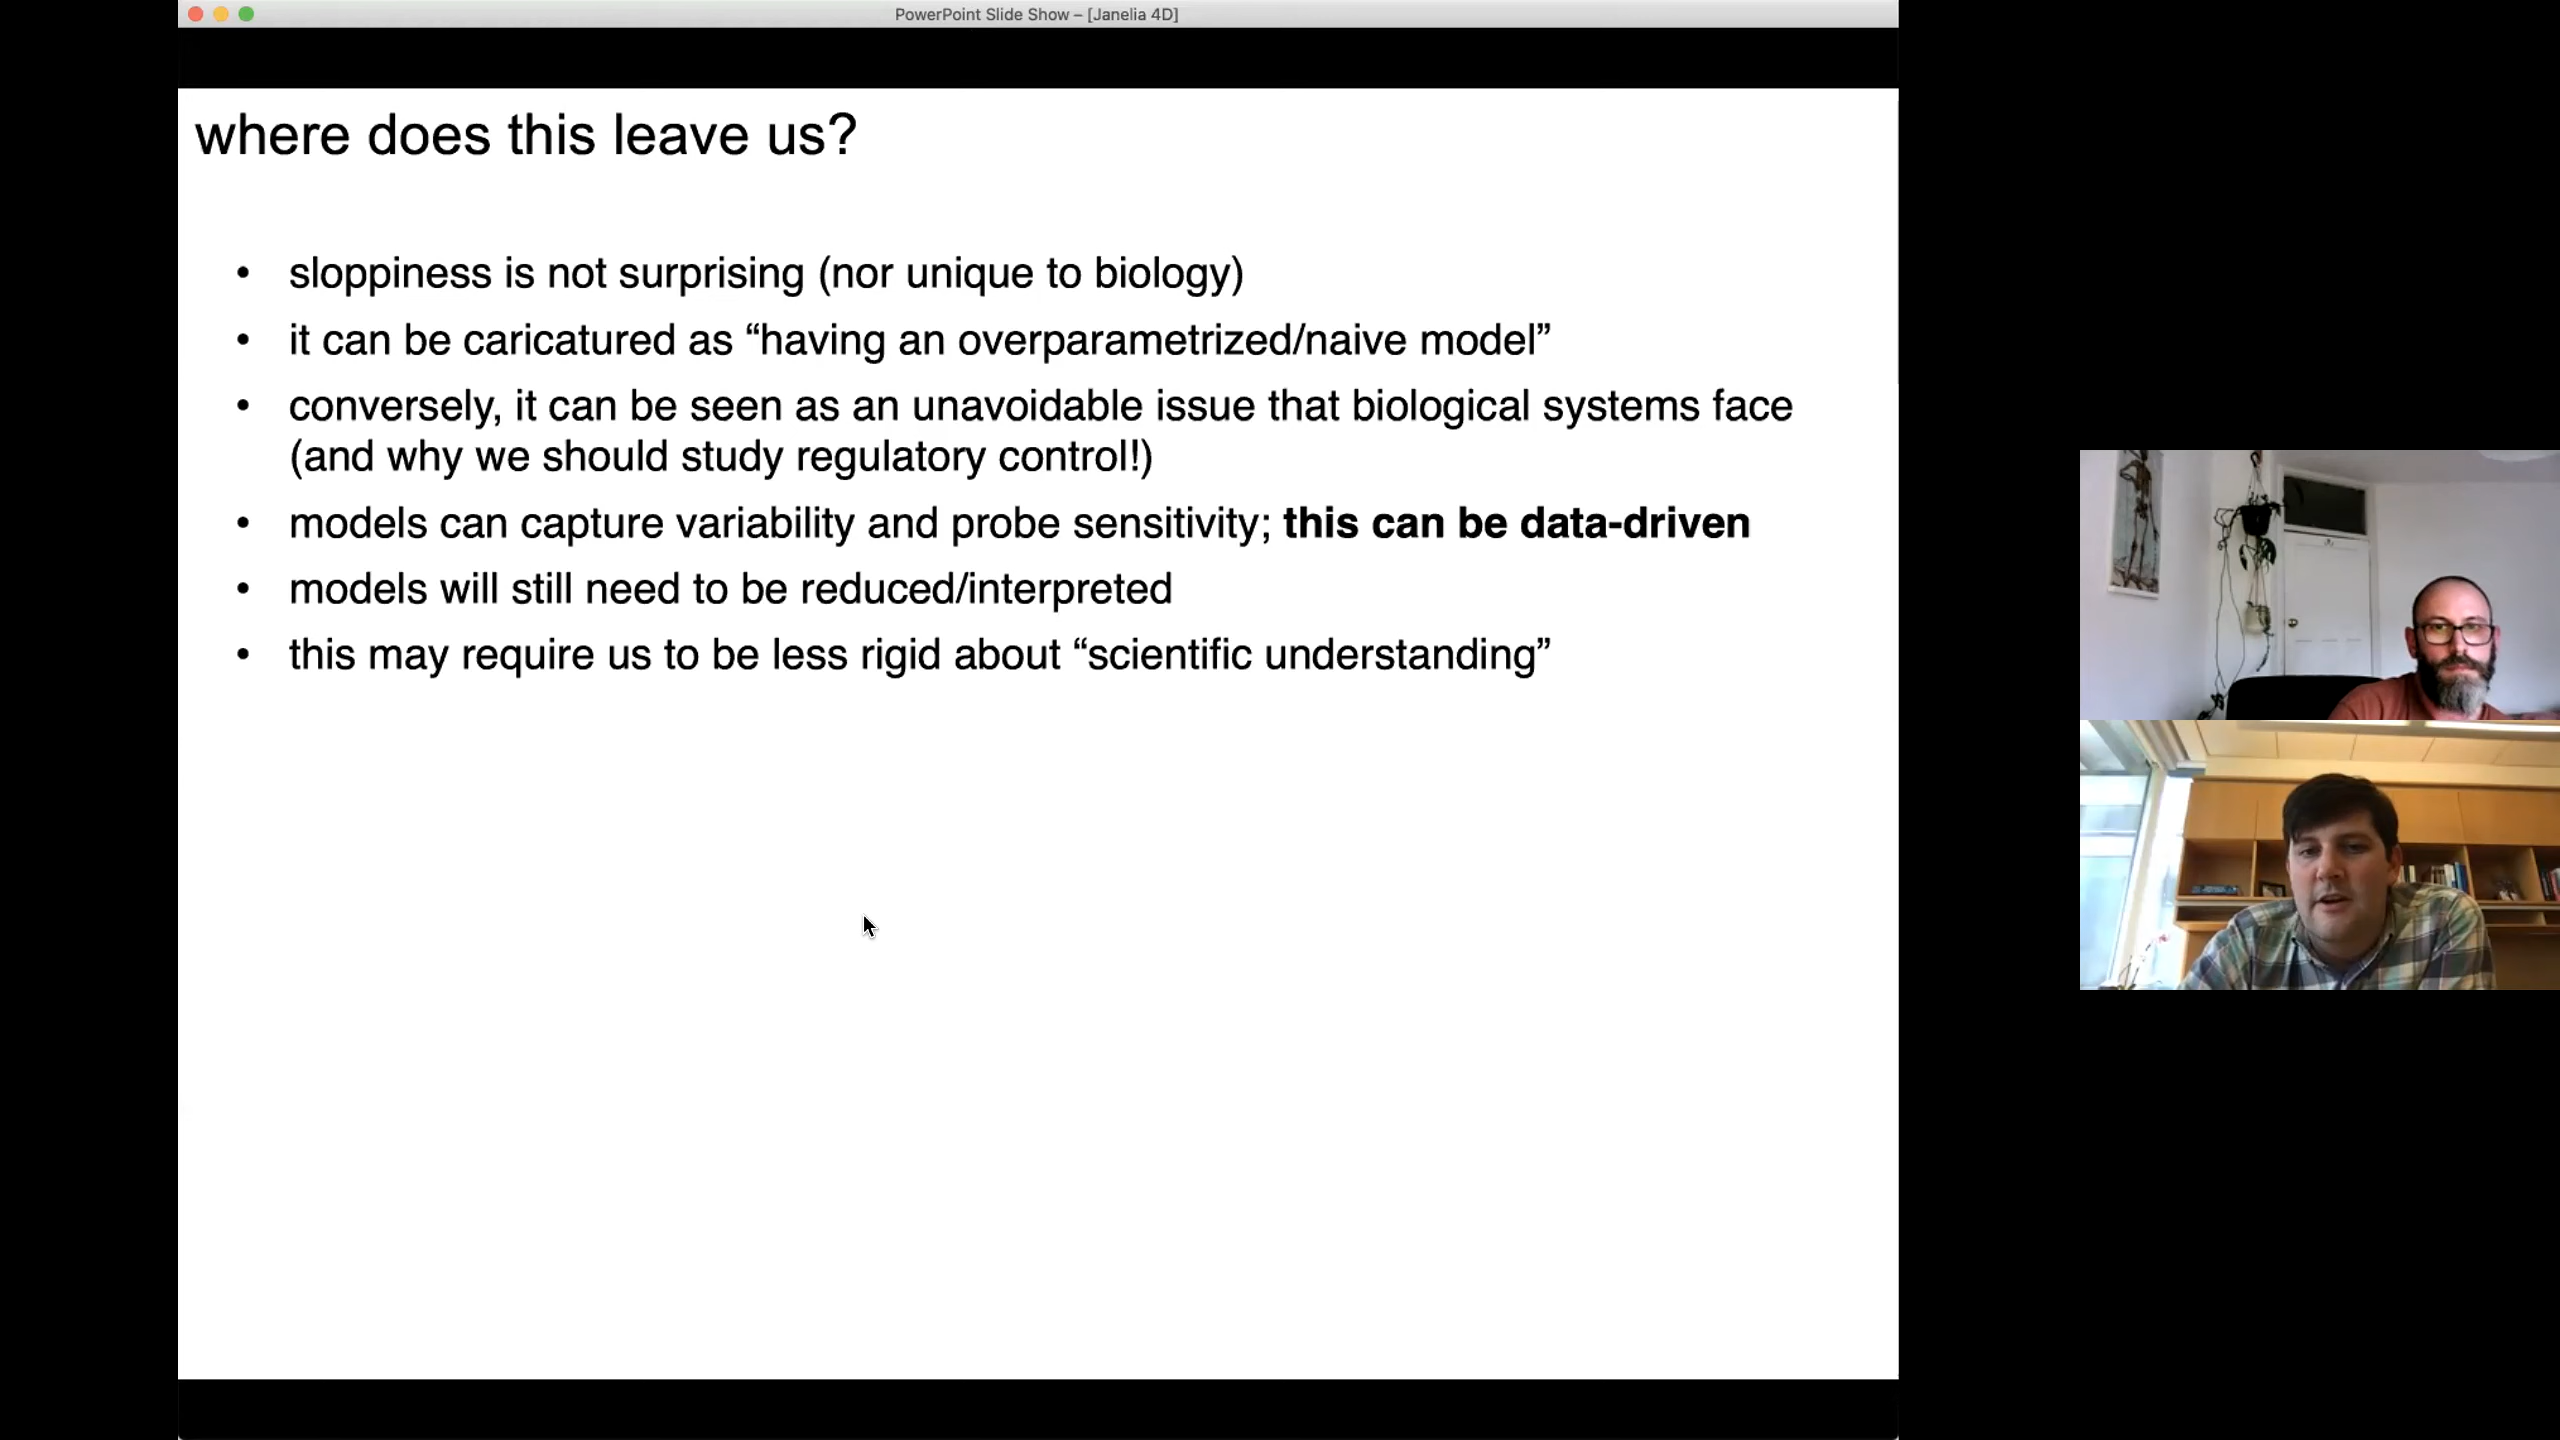 PowerPoint Slide Show – [Janelia 4D]
where does this leave us?
• sloppiness is not surprising (nor unique to biology)
• it can be caricatured as “having an overparametrized/naive model”
• conversely, it can be seen as an unavoidable issue that biological systems face
(and why we should study regulatory control!)
• models can capture variability and probe sensitivity; this can be data-driven
• models will still need to be reduced/interpreted
• this may require us to be less rigid about “scientific understanding”